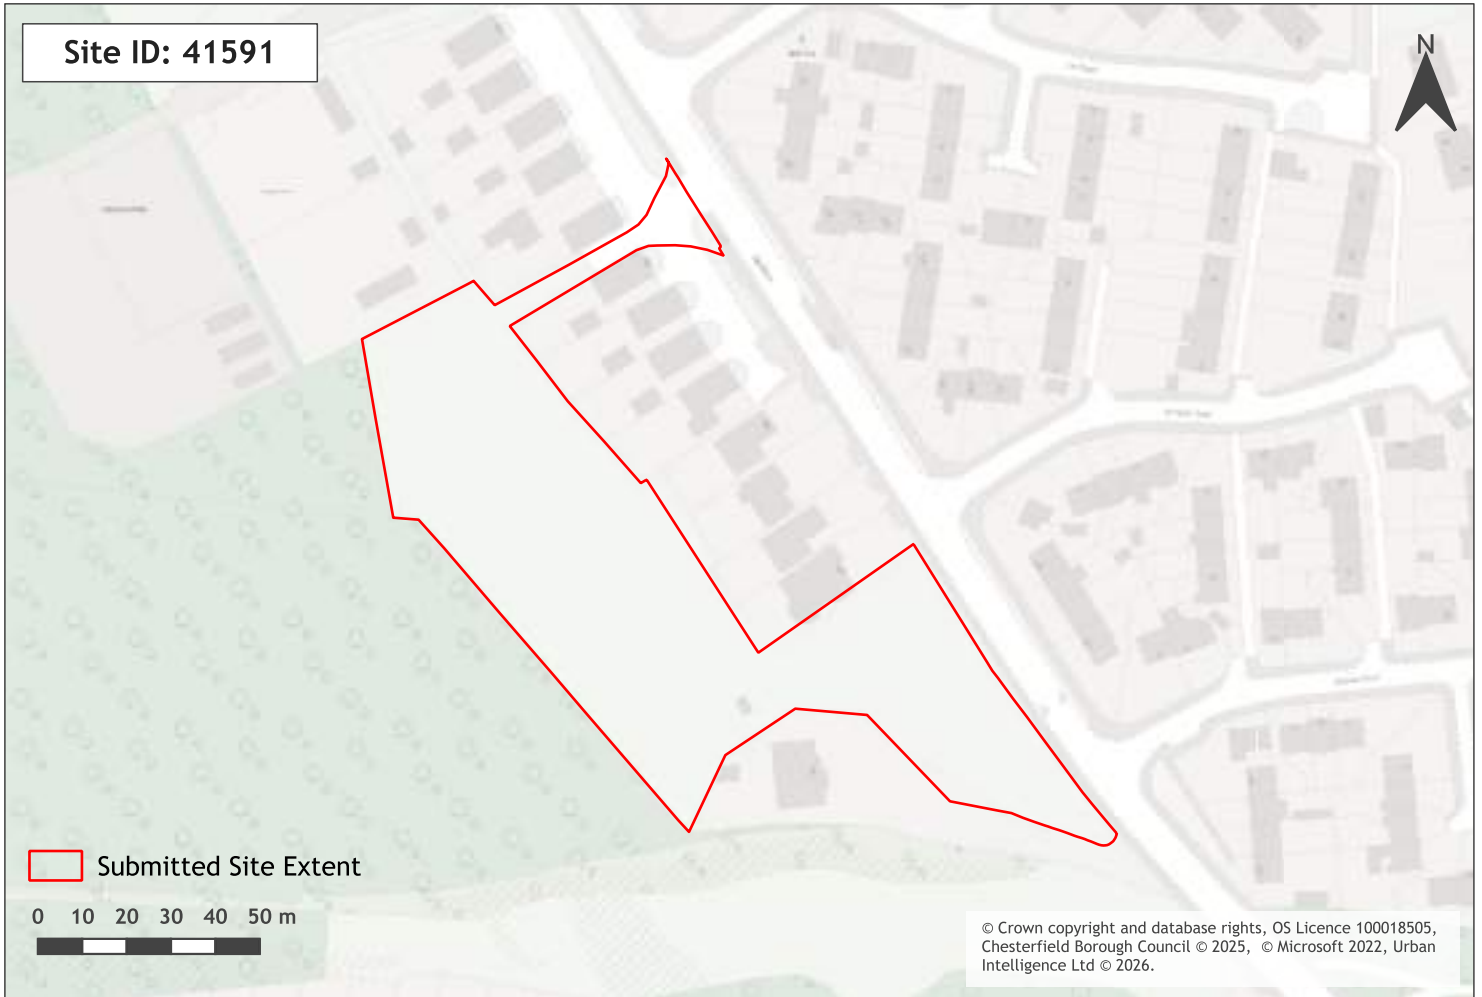 Site ID: 41591
N
Submitted Site Extent
0 10 20 30 40 50 m
© Crown copyright and database rights, OS Licence 100018505,
Chesterfield Borough Council © 2025, © Microsoft 2022, Urban
Intelligence Ltd © 2026.